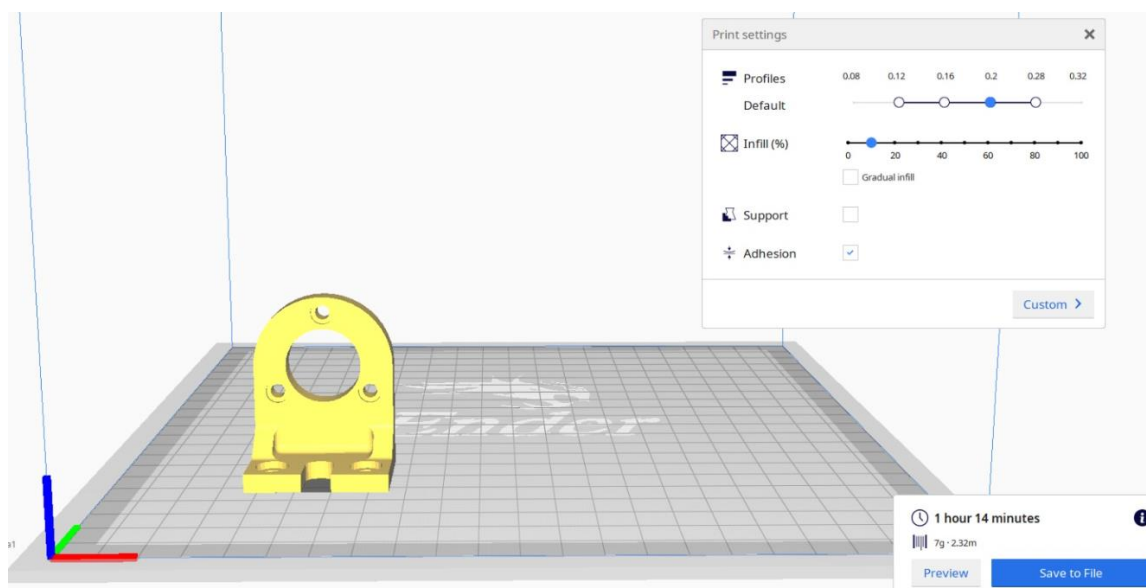 Print settings
Profiles
0.08 0.12 0.16 0.2 0.28 0.32
Default
Infill (%)
0 20 40 60 80 100
Gradual infill
Support
Adhesion
Custom
Ender
1 hour 14 minutes
7g · 2.32m
Preview
Save to File